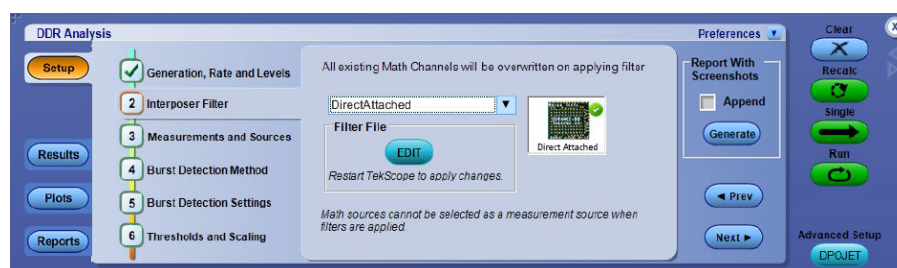 DDR Analysis
Preferences
Setup
Results
Plots
Reports
Generation, Rate and Levels
2 Interposer Filter
3 Measurements and Sources
4 Burst Detection Method
5 Burst Detection Settings
6 Thresholds and Scaling
All existing Math Channels will be overwritten on applying filter
DirectAttached
Filter File
EDIT
Restart TekScope to apply changes.
Direct Attached
Math sources cannot be selected as a measurement source when
filters are applied
Report With
Screenshots
Append
Generate
Prev
Next
Clear
X
Recalc
Single
Run
Advanced Setup
DPOJET